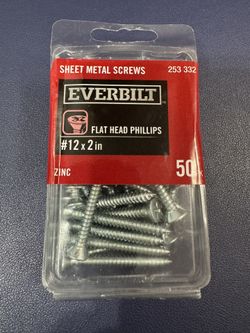 SHEET METAL SCREWS 253 332
EVERBILT
FLAT HEAD PHILLIPS
#12 x 2 in
ZINC 50